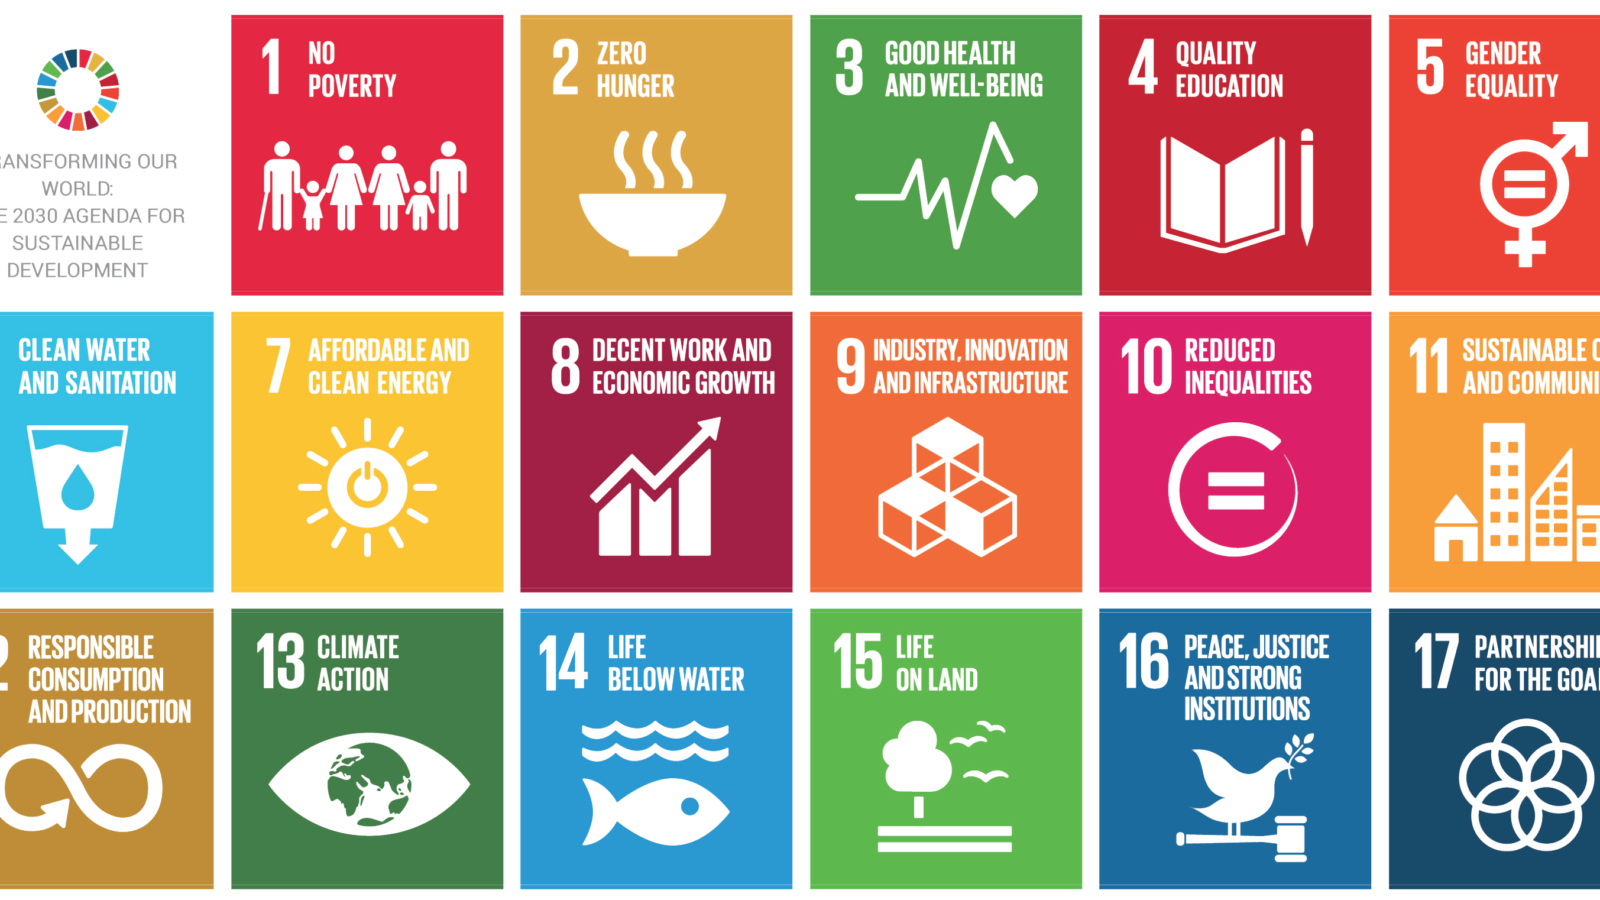 RANSFORMING OUR
WORLD:
E 2030 AGENDA FOR
SUSTAINABLE
DEVELOPMENT
1 NO
POVERTY
2 ZERO
HUNGER
3 GOOD HEALTH
AND WELL-BEING
4 QUALITY
EDUCATION
5 GENDER
EQUALITY
CLEAN WATER
AND SANITATION
7 AFFORDABLE AND
CLEAN ENERGY
8 DECENT WORK AND
ECONOMIC GROWTH
9 INDUSTRY, INNOVATION
AND INFRASTRUCTURE
10 REDUCED
INEQUALITIES
11 SUSTAINABLE C
AND COMMUNI
2 RESPONSIBLE
CONSUMPTION
AND PRODUCTION
13 CLIMATE
ACTION
14 LIFE
BELOW WATER
15 LIFE
ON LAND
16 PEACE, JUSTICE
AND STRONG
INSTITUTIONS
17 PARTNERSHI
FOR THE GOA